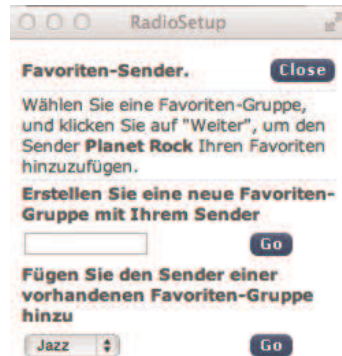 RadioSetup
Favoriten-Sender. Close
Wählen Sie eine Favoriten-Gruppe,
und klicken Sie auf "Weiter", um den
Sender Planet Rock Ihren Favoriten
hinzuzufügen.
Erstellen Sie eine neue Favoriten-
Gruppe mit Ihrem Sender
Go
Fügen Sie den Sender einer
vorhandenen Favoriten-Gruppe
hinzu
Jazz Go